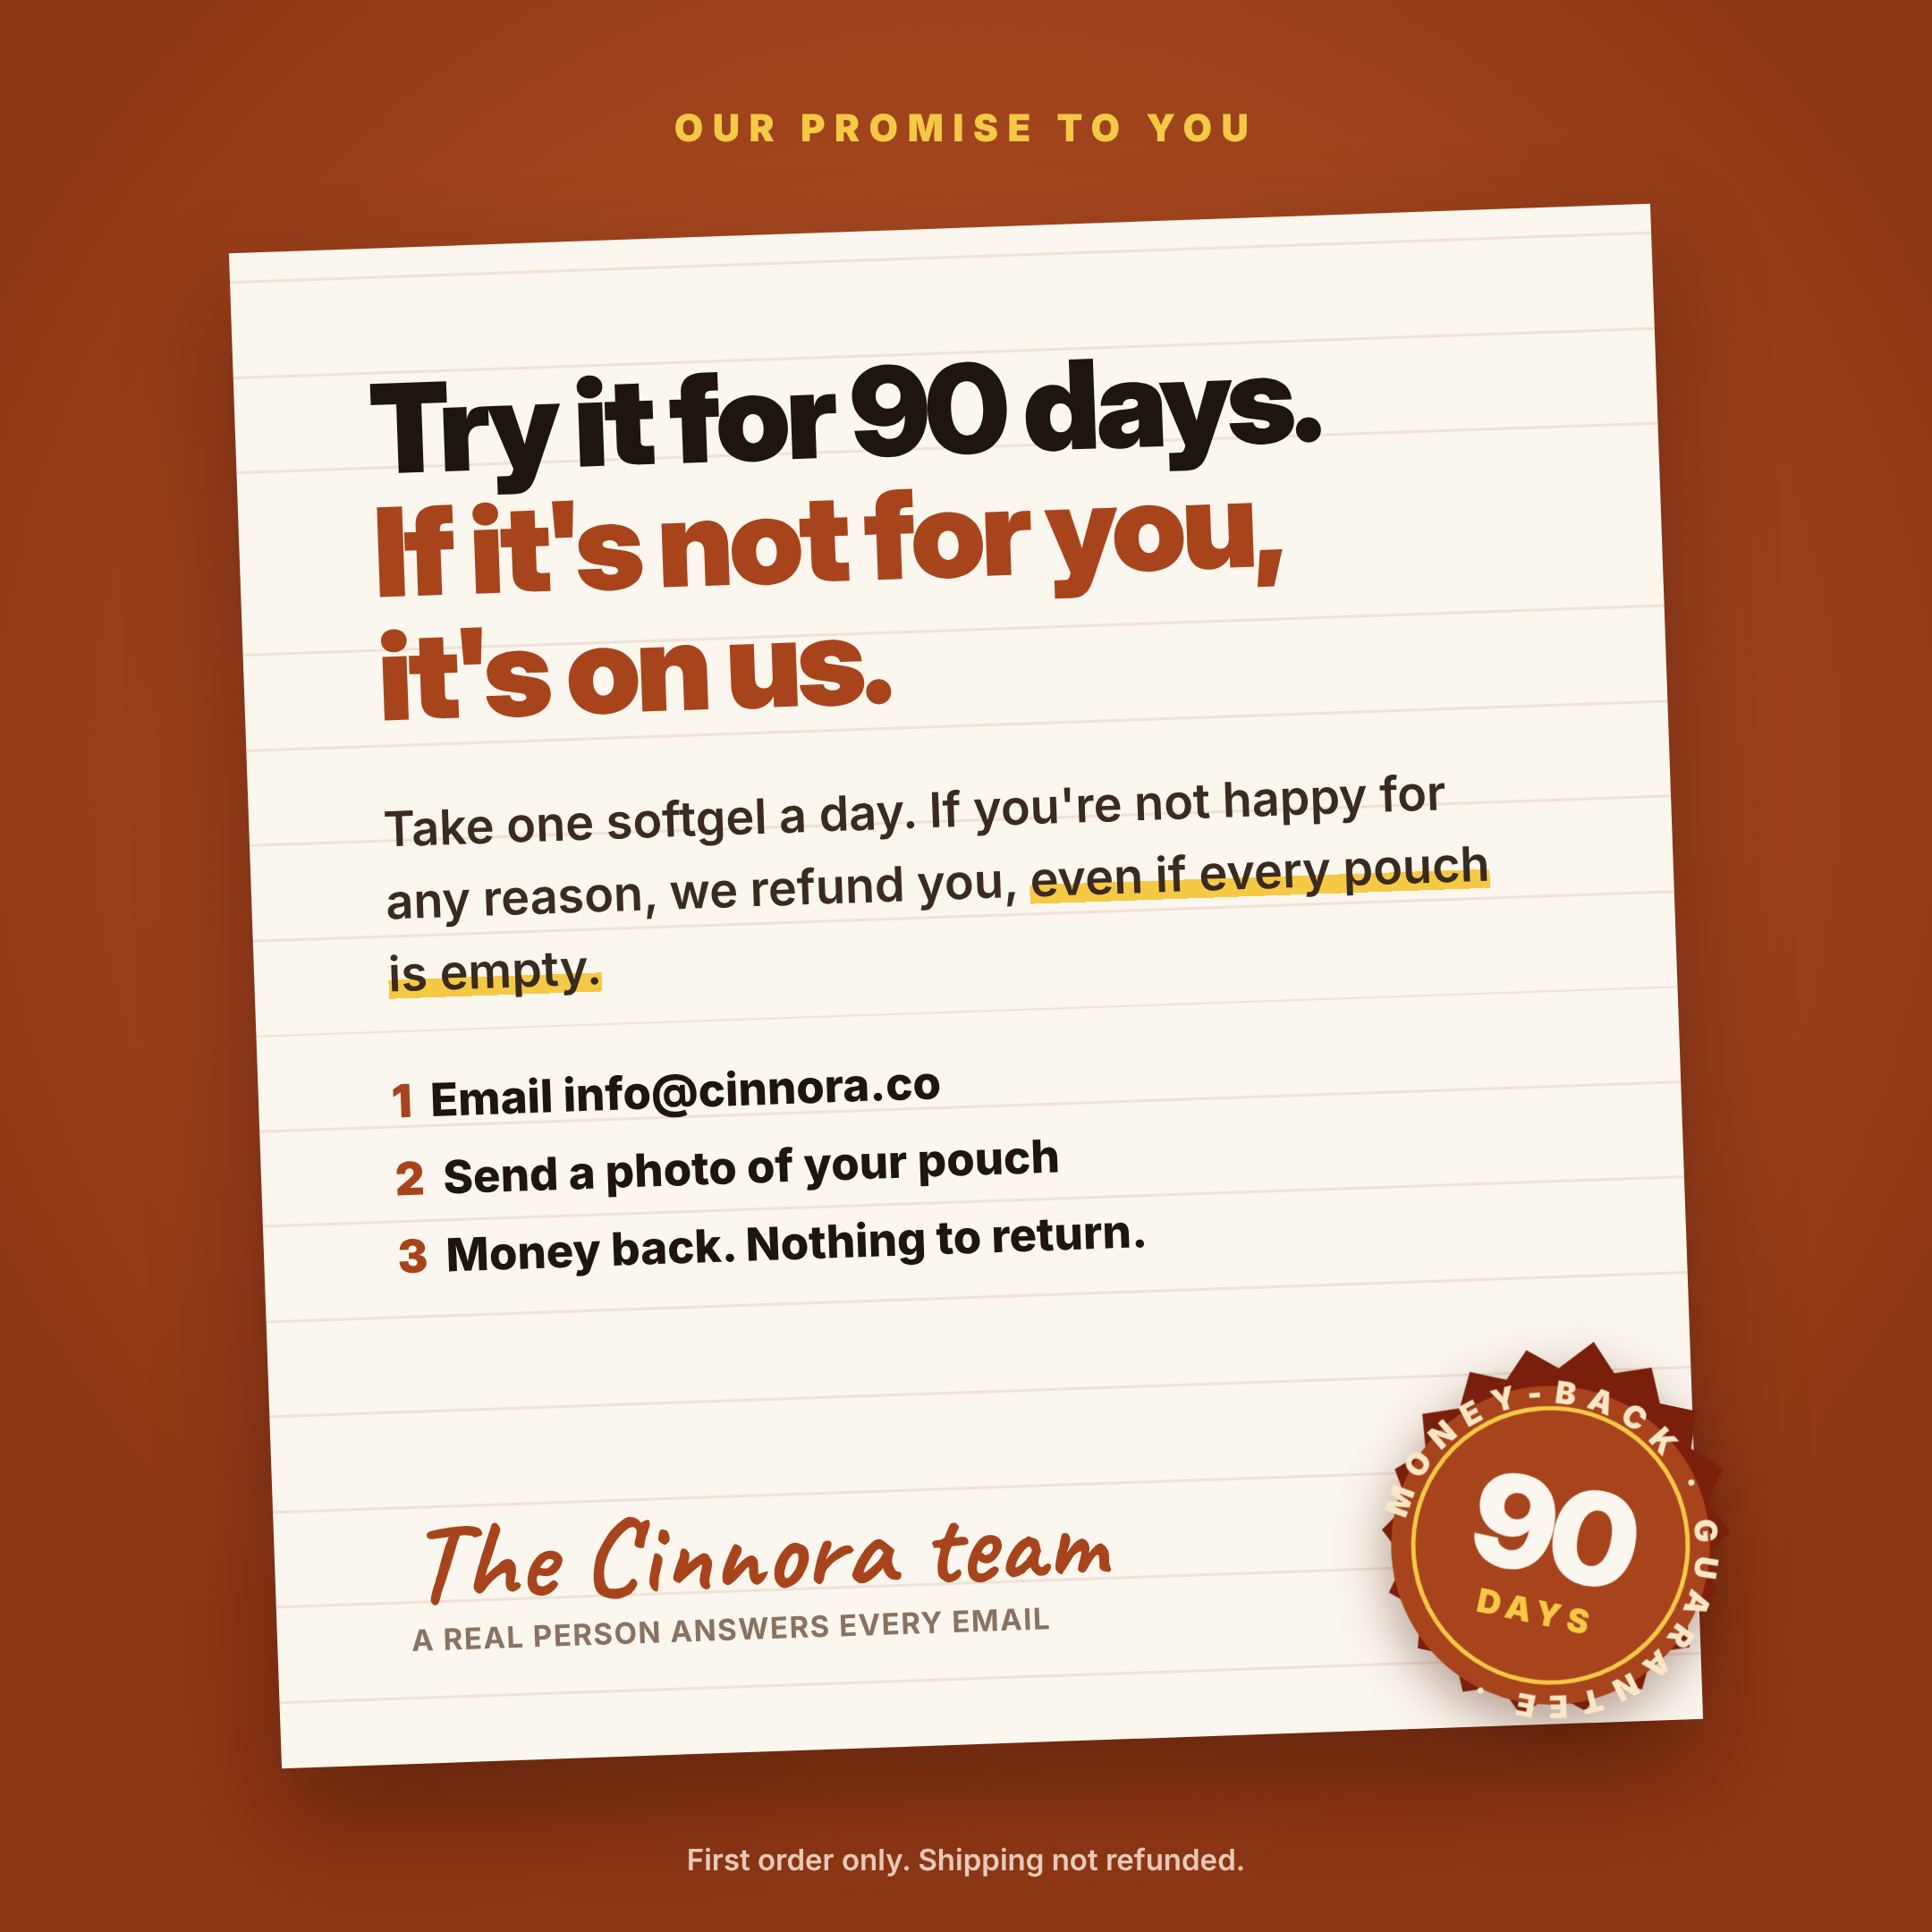 OUR PROMISE TO YOU
Try it for 90 days.
If it's not for you,
it's on us.
Take one softgel a day. If you're not happy for
any reason, we refund you, even if every pouch
is empty.
1 Email info@cinnora.co
2 Send a photo of your pouch
3 Money back. Nothing to return.
The Cinnora team
A REAL PERSON ANSWERS EVERY EMAIL
MONEY-BACK · GUARANTEE ·
90
DAYS
First order only. Shipping not refunded.